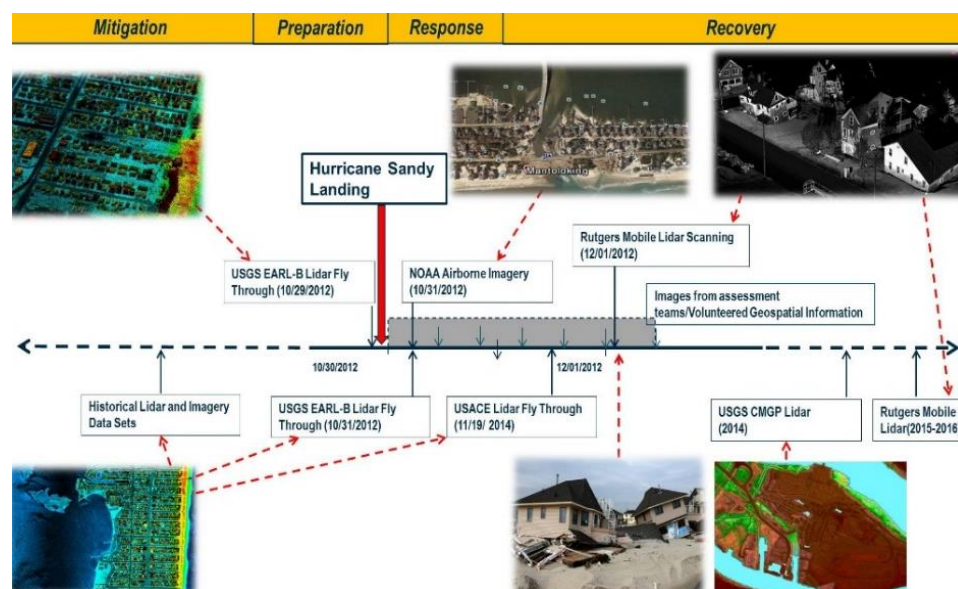 Mitigation
Preparation
Response
Recovery
Mantoloking
Hurricane Sandy
Landing
Rutgers Mobile Lidar Scanning
(12/01/2012)
USGS EARL-B Lidar Fly
Through (10/29/2012)
NOAA Airborne Imagery
(10/31/2012)
Images from assessment
teams/Volunteered Geospatial Information
10/30/2012
12/01/2012
Historical Lidar and Imagery
Data Sets
USGS EARL-B Lidar Fly
Through (10/31/2012)
USACE Lidar Fly Through
(11/19/ 2014)
USGS CMGP Lidar
(2014)
Rutgers Mobile
Lidar(2015-2016)